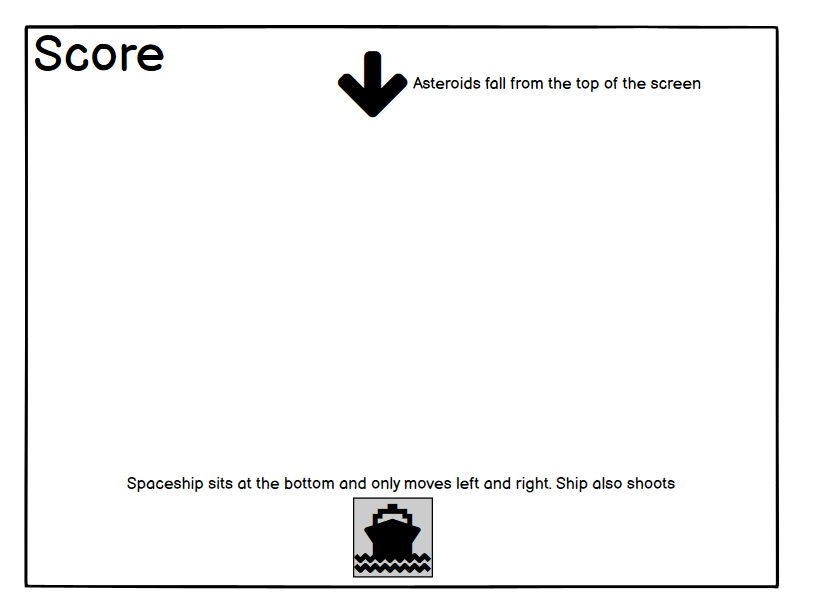 Score
Asteroids fall from the top of the screen
Spaceship sits at the bottom and only moves left and right. Ship also shoots